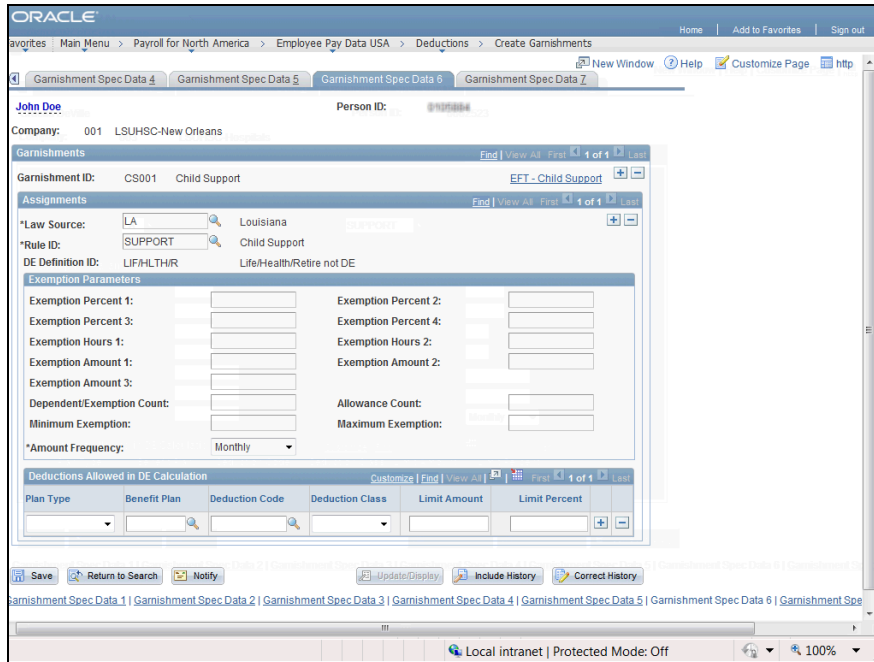 ORACLE
Home | Add to Favorites | Sign out
avorites Main Menu > Payroll for North America > Employee Pay Data USA > Deductions > Create Garnishments
New Window Help Customize Page http
Garnishment Spec Data 4 Garnishment Spec Data 5 Garnishment Spec Data 6 Garnishment Spec Data 7
John Doe Person ID:
Company: 001 LSUHSC-New Orleans
Garnishments Find | View All First 1 of 1 Last
Garnishment ID: CS001 Child Support EFT - Child Support
Assignments Find | View All First 1 of 1 Last
*Law Source: LA Louisiana
*Rule ID: SUPPORT Child Support
DE Definition ID: LIF/HLTH/R Life/Health/Retire not DE
Exemption Parameters
Exemption Percent 1: Exemption Percent 2:
Exemption Percent 3: Exemption Percent 4:
Exemption Hours 1: Exemption Hours 2:
Exemption Amount 1: Exemption Amount 2:
Exemption Amount 3:
Dependent/Exemption Count: Allowance Count:
Minimum Exemption: Maximum Exemption:
*Amount Frequency: Monthly
Deductions Allowed in DE Calculation Customize | Find | View All | | First 1 of 1 Last
Plan Type Benefit Plan Deduction Code Deduction Class Limit Amount Limit Percent
Save Return to Search Notify Update/Display Include History Correct History
Garnishment Spec Data 1 | Garnishment Spec Data 2 | Garnishment Spec Data 3 | Garnishment Spec Data 4 | Garnishment Spec Data 5 | Garnishment Spec Data 6 | Garnishment Spe
Local intranet | Protected Mode: Off 100%